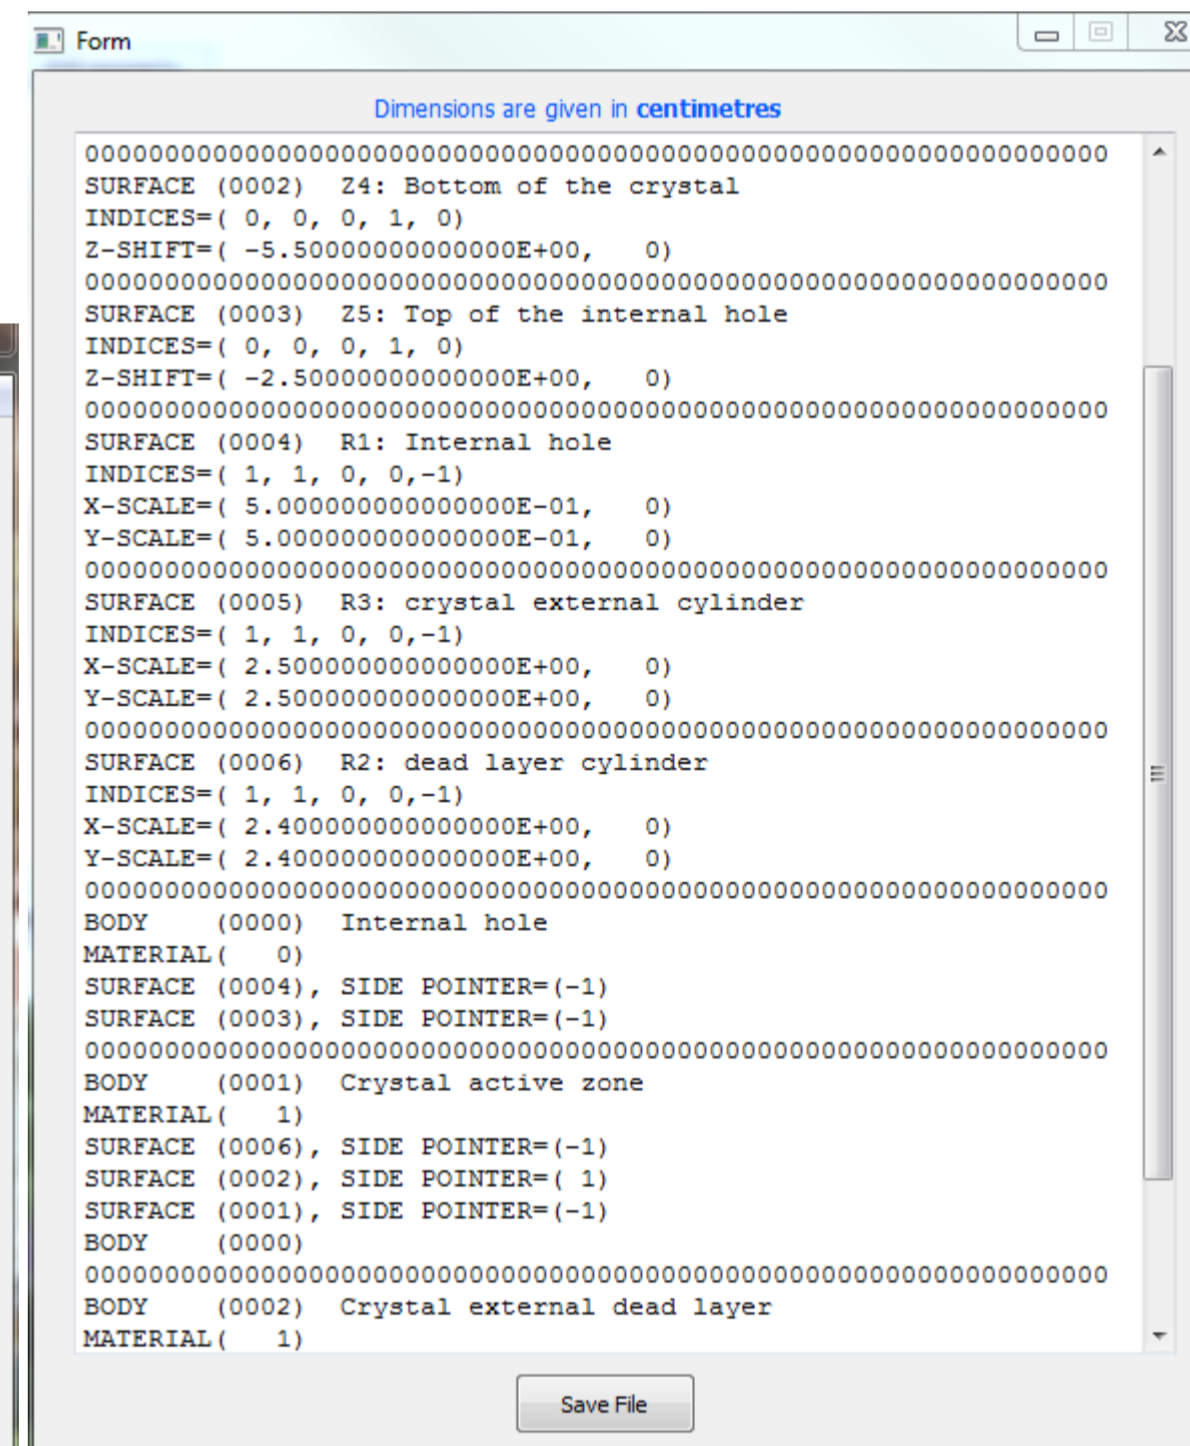 Form
Dimensions are given in centimetres
0000000000000000000000000000000000000000000000000000000000000000
SURFACE (0002)  Z4: Bottom of the crystal
INDICES=( 0, 0, 0, 1, 0)
Z-SHIFT=( -5.50000000000000E+00,   0)
0000000000000000000000000000000000000000000000000000000000000000
SURFACE (0003)  Z5: Top of the internal hole
INDICES=( 0, 0, 0, 1, 0)
Z-SHIFT=( -2.50000000000000E+00,   0)
0000000000000000000000000000000000000000000000000000000000000000
SURFACE (0004)  R1: Internal hole
INDICES=( 1, 1, 0, 0,-1)
X-SCALE=( 5.000000000000000E-01,   0)
Y-SCALE=( 5.000000000000000E-01,   0)
0000000000000000000000000000000000000000000000000000000000000000
SURFACE (0005)  R3: crystal external cylinder
INDICES=( 1, 1, 0, 0,-1)
X-SCALE=( 2.500000000000000E+00,   0)
Y-SCALE=( 2.500000000000000E+00,   0)
0000000000000000000000000000000000000000000000000000000000000000
SURFACE (0006)  R2: dead layer cylinder
INDICES=( 1, 1, 0, 0,-1)
X-SCALE=( 2.400000000000000E+00,   0)
Y-SCALE=( 2.400000000000000E+00,   0)
0000000000000000000000000000000000000000000000000000000000000000
BODY    (0000)  Internal hole
MATERIAL(   0)
SURFACE (0004), SIDE POINTER=(-1)
SURFACE (0003), SIDE POINTER=(-1)
0000000000000000000000000000000000000000000000000000000000000000
BODY    (0001)  Crystal active zone
MATERIAL(   1)
SURFACE (0006), SIDE POINTER=(-1)
SURFACE (0002), SIDE POINTER=( 1)
SURFACE (0001), SIDE POINTER=(-1)
BODY    (0000)
0000000000000000000000000000000000000000000000000000000000000000
BODY    (0002)  Crystal external dead layer
MATERIAL(   1)
Save File